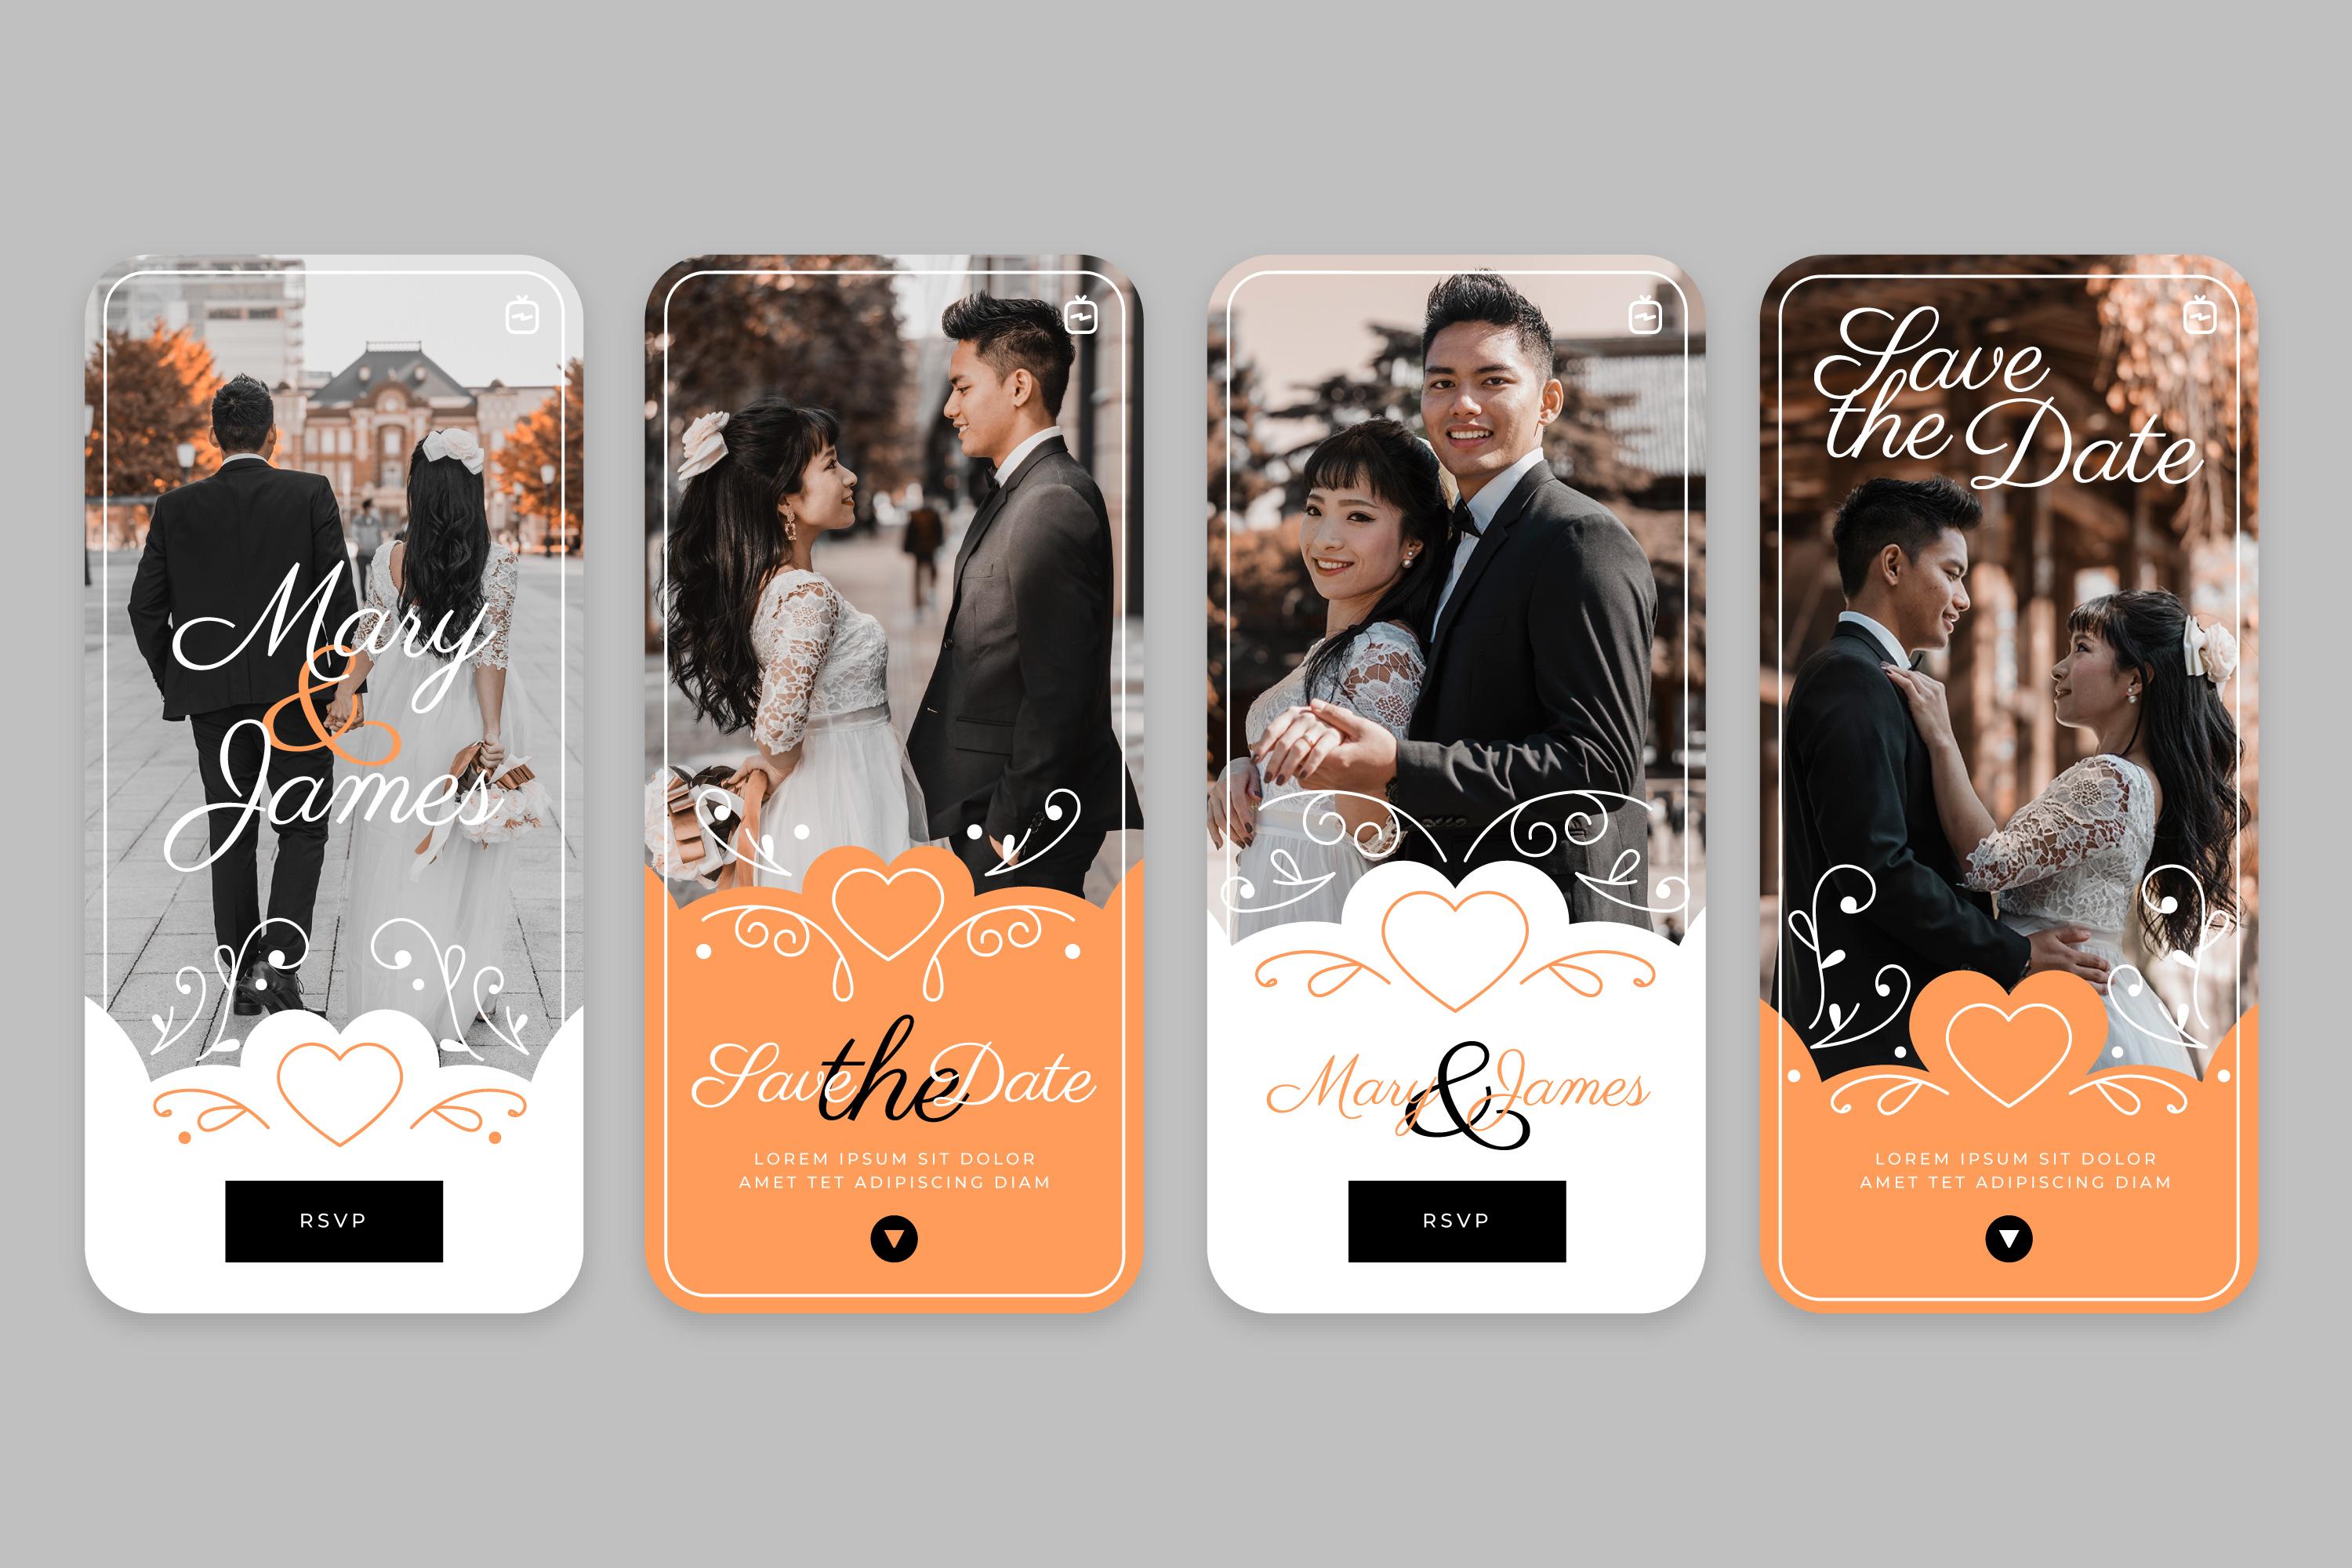 Mary
&
James
RSVP
Save the Date
LOREM IPSUM SIT DOLOR
AMET TET ADIPISCING DIAM
Mary & James
RSVP
Save
the Date
LOREM IPSUM SIT DOLOR
AMET TET ADIPISCING DIAM